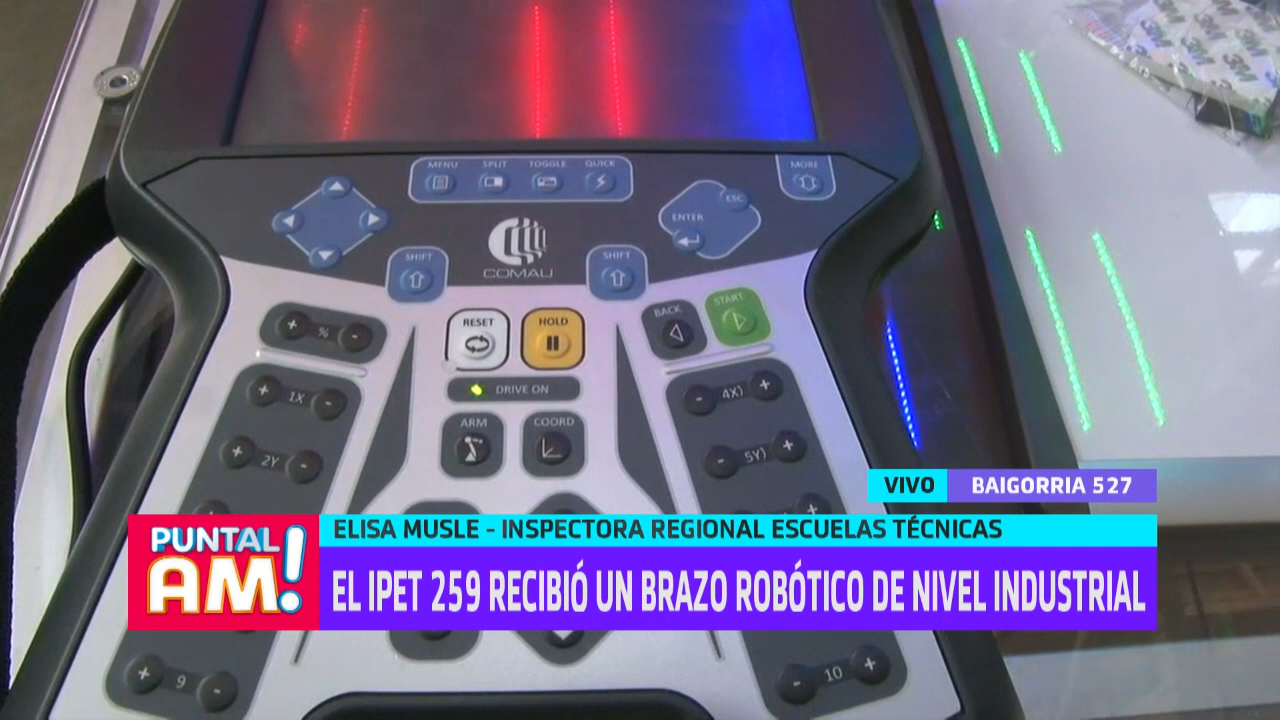 3M
MENU SPLIT TOGGLE QUICK
MORE
ESC
ENTER
SHIFT
COMAU
SHIFT
RESET
HOLD
BACK
START
+ % -
DRIVE ON
+ 1X -
- 4X) +
ARM
COORD
+ 2Y -
- 5Y) +
VIVO
BAIGORRIA 527
PUNTAL
AM!
ELISA MUSLE - INSPECTORA REGIONAL ESCUELAS TÉCNICAS
EL IPET 259 RECIBIÓ UN BRAZO ROBÓTICO DE NIVEL INDUSTRIAL
+ 9 -
- 10 +